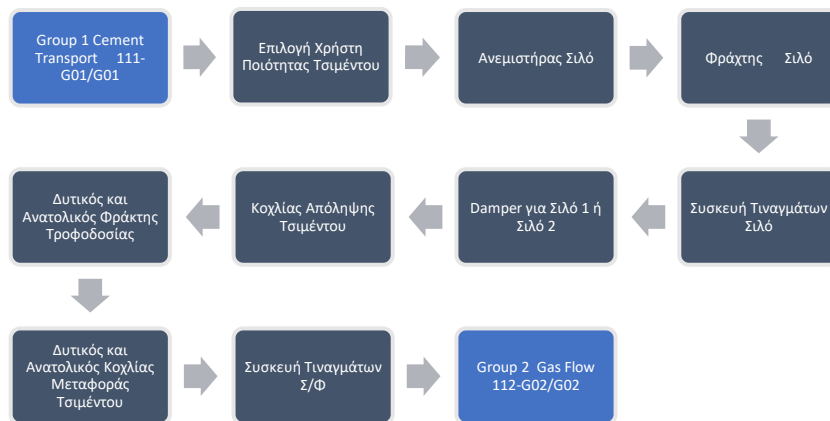 Group 1 Cement
Transport 111-
G01/G01
Επιλογή Χρήστη
Ποιότητας Τσιμέντου
Ανεμιστήρας Σιλό
Φράχτης Σιλό
Συσκευή Τιναγμάτων
Σιλό
Damper για Σιλό 1 ή
Σιλό 2
Κοχλίας Απόληψης
Τσιμέντου
Δυτικός και
Ανατολικός Φράκτης
Τροφοδοσίας
Δυτικός και
Ανατολικός Κοχλίας
Μεταφοράς
Τσιμέντου
Συσκευή Τιναγμάτων
Σ/Φ
Group 2 Gas Flow
112-G02/G02